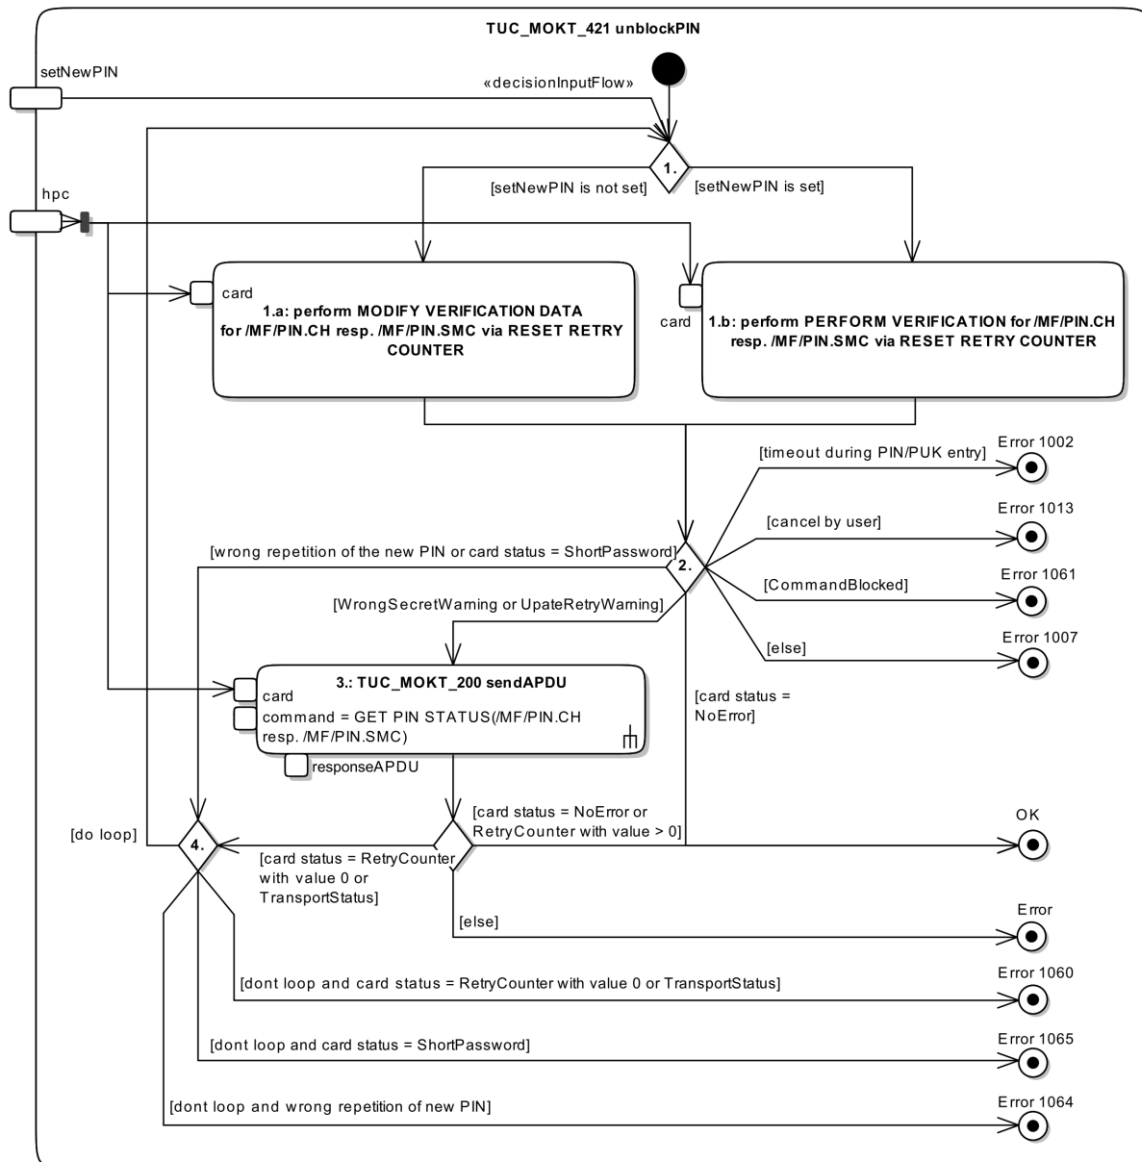 TUC_MOKT_421 unblockPIN
setNewPIN
«decisionInputFlow»
1.
[setNewPIN is not set]
[setNewPIN is set]
hpc
card
1.a: perform MODIFY VERIFICATION DATA
for /MF/PIN.CH resp. /MF/PIN.SMC via RESET RETRY
COUNTER
card
1.b: perform PERFORM VERIFICATION for /MF/PIN.CH
resp. /MF/PIN.SMC via RESET RETRY COUNTER
Error 1002
[timeout during PIN/PUK entry]
Error 1013
[cancel by user]
[wrong repetition of the new PIN or card status = ShortPassword]
2.
Error 1061
[CommandBlocked]
[WrongSecretWarning or UpateRetryWarning]
Error 1007
[else]
3.: TUC_MOKT_200 sendAPDU
card
command = GET PIN STATUS(/MF/PIN.CH
resp. /MF/PIN.SMC)
responseAPDU
[card status =
NoError]
[card status = NoError or
RetryCounter with value > 0]
OK
[do loop]
4.
[card status = RetryCounter
with value 0 or
TransportStatus]
Error
[else]
Error 1060
[dont loop and card status = RetryCounter with value 0 or TransportStatus]
Error 1065
[dont loop and card status = ShortPassword]
Error 1064
[dont loop and wrong repetition of new PIN]